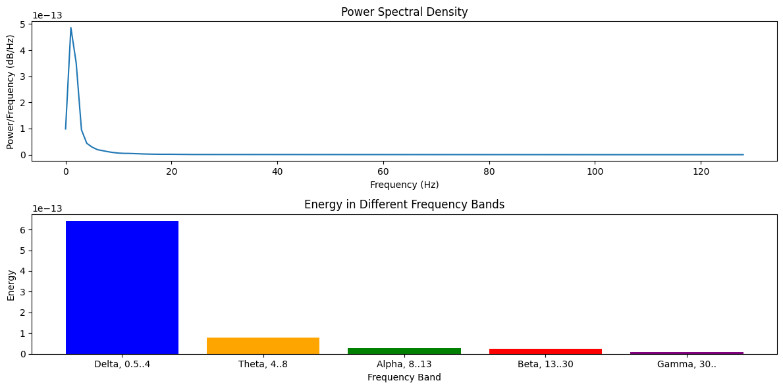 Power Spectral Density
1e−13
5
4
3
2
1
0
Power/Frequency (dB/Hz)
0 20 40 60 80 100 120
Frequency (Hz)
Energy in Different Frequency Bands
1e−13
6
5
4
3
2
1
0
Energy
Delta, 0.5..4 Theta, 4..8 Alpha, 8..13 Beta, 13..30 Gamma, 30..
Frequency Band